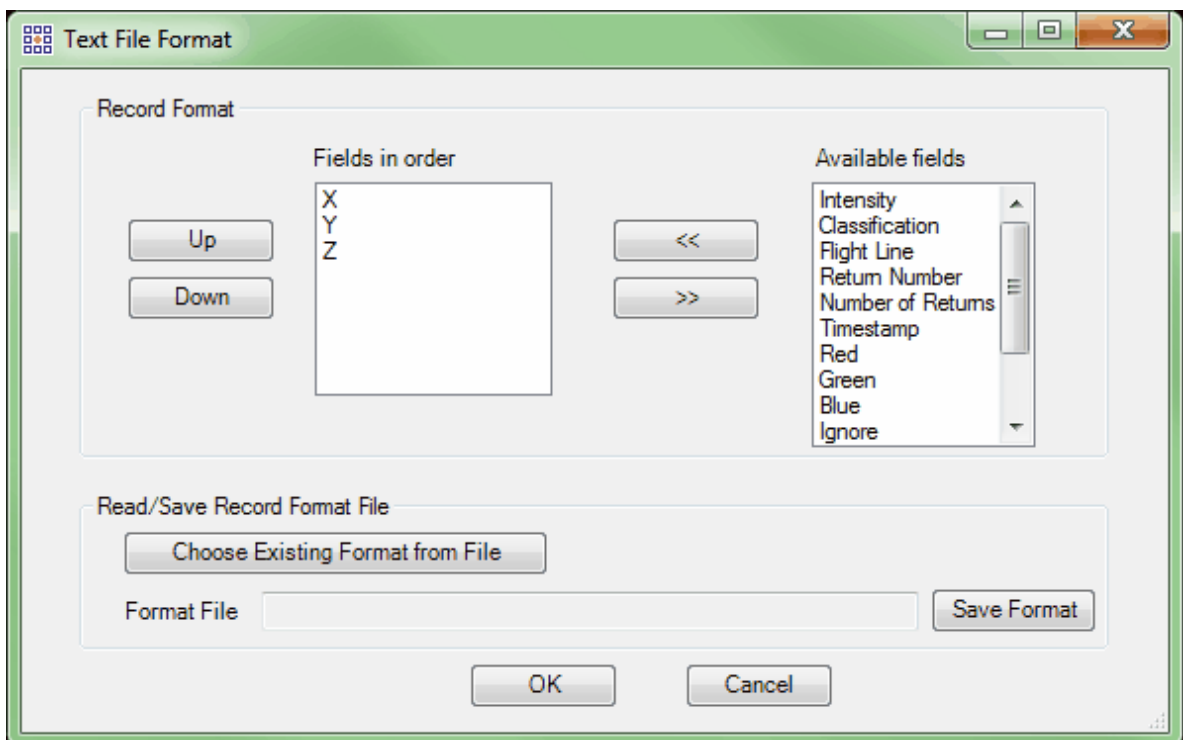 Text File Format
Record Format
Fields in order
Available fields
X
Y
Z
Up
Down
<<
>>
Intensity
Classification
Flight Line
Return Number
Number of Returns
Timestamp
Red
Green
Blue
Ignore
Read/Save Record Format File
Choose Existing Format from File
Format File
Save Format
OK
Cancel